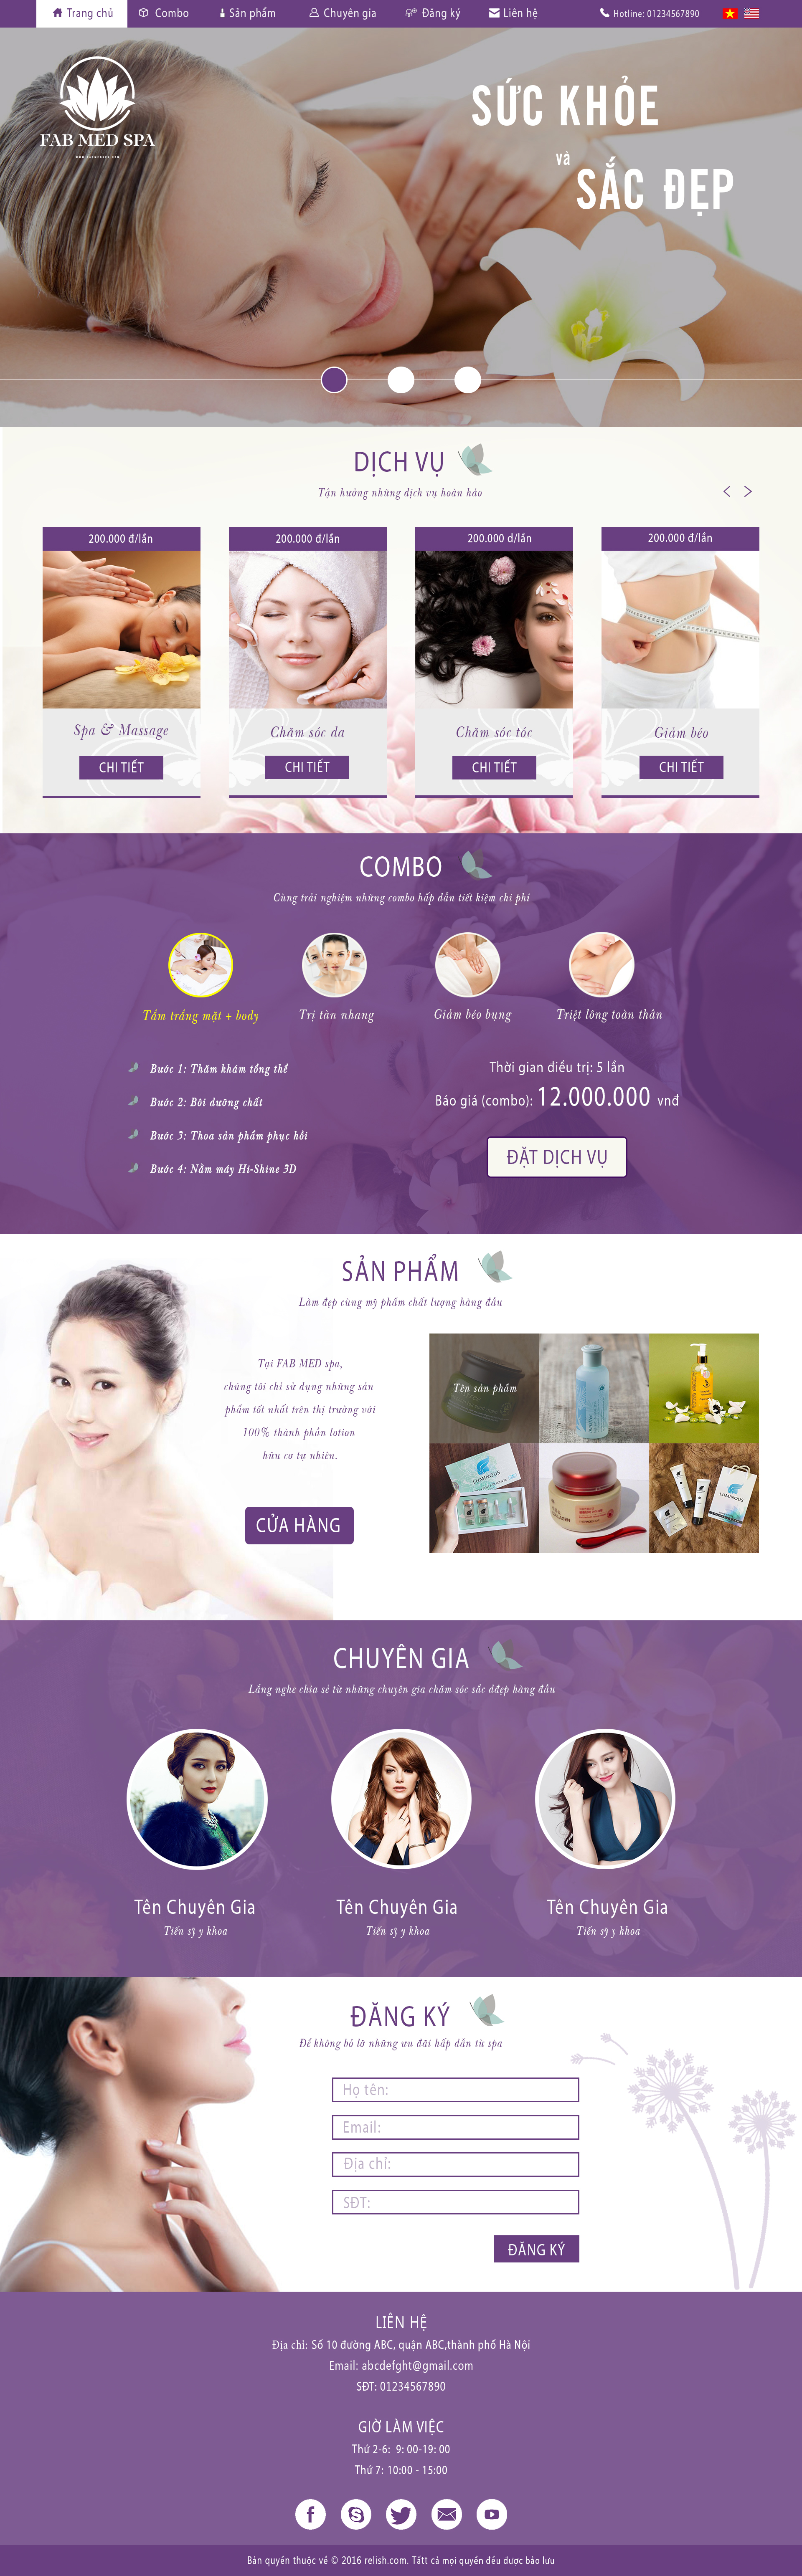 Trang chủ Combo Sản phẩm Chuyên gia Đăng ký Liên hệ Hotline: 01234567890
FAB MED SPA
SỨC KHỎE
và
SẮC ĐẸP
DỊCH VỤ
Tận hưởng những dịch vụ hoàn hảo
200.000 đ/lần 200.000 đ/lần 200.000 đ/lần 200.000 đ/lần
Spa & Massage Chăm sóc da Chăm sóc tóc Giảm béo
CHI TIẾT CHI TIẾT CHI TIẾT CHI TIẾT
COMBO
Cùng trải nghiệm những combo hấp dẫn tiết kiệm chi phí
Tắm trắng mặt + body Trị tàn nhang Giảm béo bụng Triệt lông toàn thân
Bước 1: Thăm khám tổng thể
Bước 2: Bôi dưỡng chất
Bước 3: Thoa sản phẩm phục hồi
Bước 4: Nằm máy Hi-Shine 3D
Thời gian điều trị: 5 lần
Báo giá (combo): 12.000.000 vnđ
ĐẶT DỊCH VỤ
SẢN PHẨM
Làm đẹp cùng mỹ phẩm chất lượng hàng đầu
Tại FAB MED spa,
chúng tôi chỉ sử dụng những sản
phẩm tốt nhất trên thị trường với
100% thành phần lotion
hữu cơ tự nhiên.
CỬA HÀNG
Tên sản phẩm
LUMINOUS
LUMINOUS
CHUYÊN GIA
Lắng nghe chia sẻ từ những chuyên gia chăm sóc sắc dđẹp hàng đầu
Tên Chuyên Gia Tên Chuyên Gia Tên Chuyên Gia
Tiến sỹ y khoa Tiến sỹ y khoa Tiến sỹ y khoa
ĐĂNG KÝ
Để không bỏ lỡ những ưu đãi hấp dẫn từ spa
Họ tên:
Email:
Địa chỉ:
SĐT:
ĐĂNG KÝ
LIÊN HỆ
Địa chỉ: Số 10 đường ABC, quận ABC,thành phố Hà Nội
Email: abcdefght@gmail.com
SĐT: 01234567890
GIỜ LÀM VIỆC
Thứ 2-6: 9: 00-19: 00
Thứ 7: 10:00 - 15:00
Bản quyền thuộc về © 2016 relish.com. Tấtt cả mọi quyền đều được bảo lưu